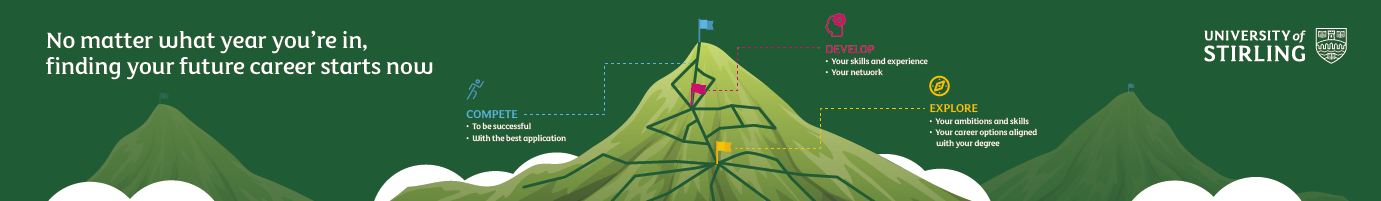 No matter what year you're in,
finding your future career starts now
COMPETE
• To be successful
• With the best application
DEVELOP
• Your skills and experience
• Your network
EXPLORE
• Your ambitions and skills
• Your career options aligned
with your degree
UNIVERSITY of
STIRLING